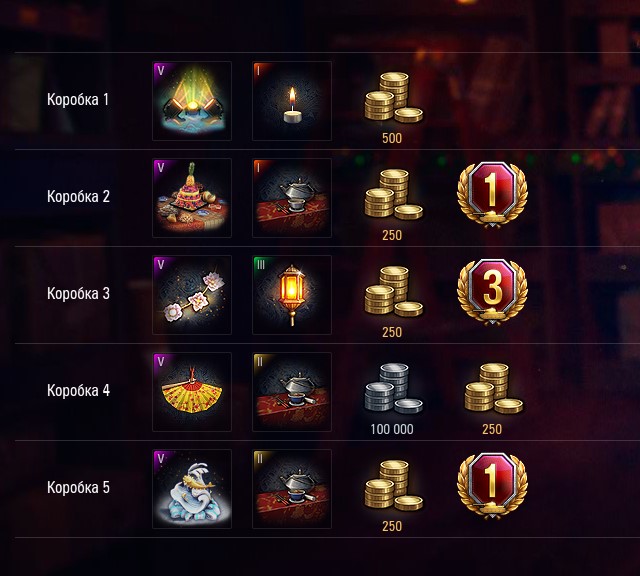 V I
Коробка 1
500
V I
Коробка 2 1
250
V III
Коробка 3 3
250
V II
Коробка 4
100 000 250
V II
Коробка 5 1
250